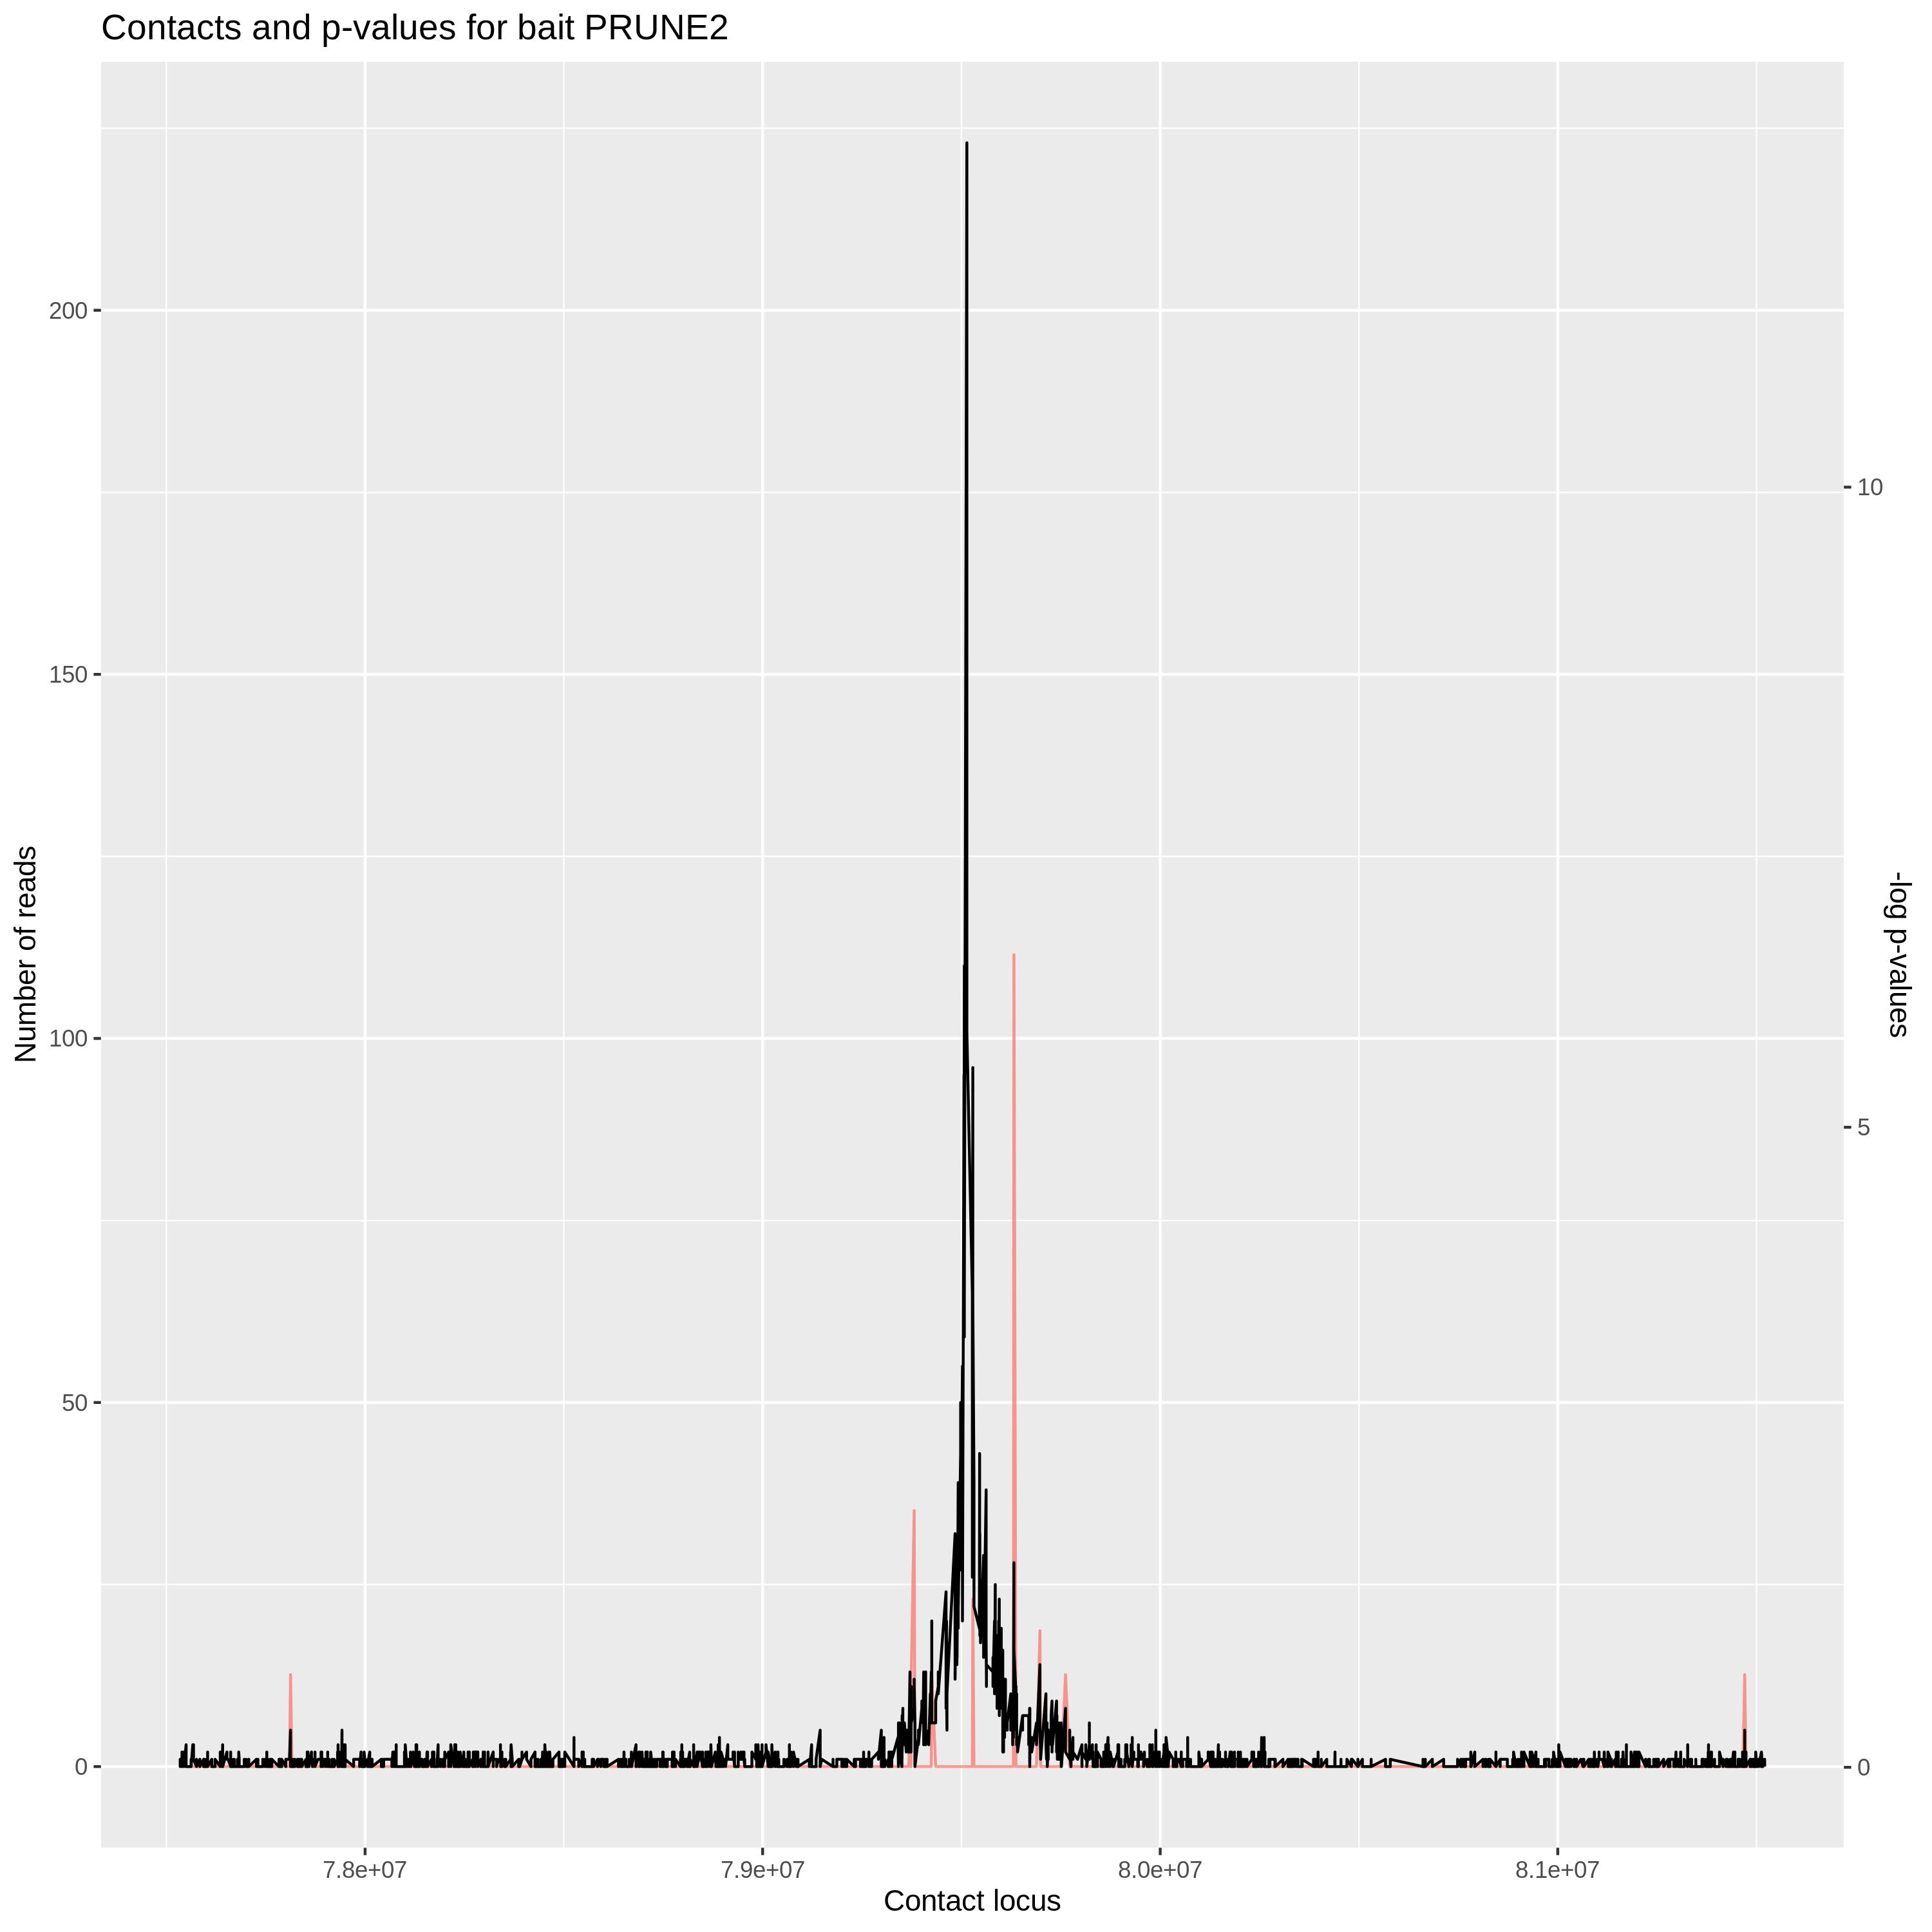 Contacts and p-values for bait PRUNE2
Number of reads
200
150
100
50
0
10
5
0
-log p-values
7.8e+07
7.9e+07
8.0e+07
8.1e+07
Contact locus